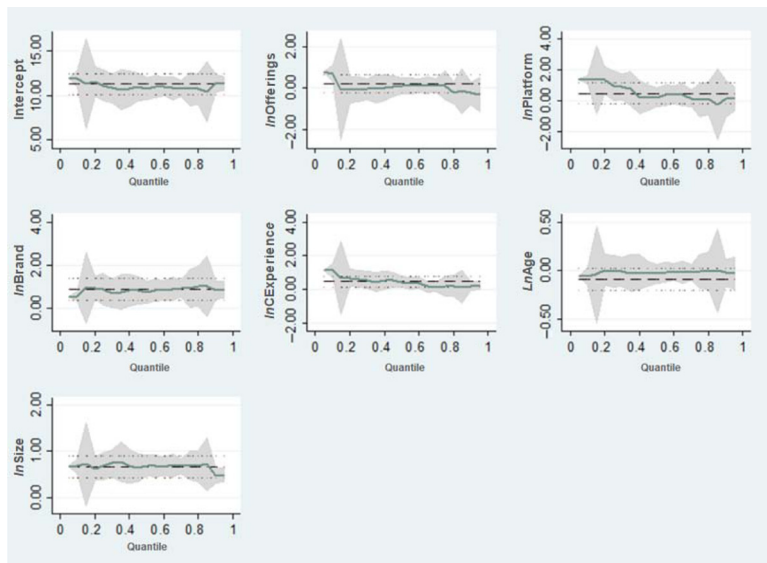 Intercept
15.00
10.00
5.00
0 0.2 0.4 0.6 0.8 1
Quantile
lnOfferings
2.00
0.00
−2.00
0 0.2 0.4 0.6 0.8 1
Quantile
lnPlatform
4.00
2.00
0.00
−2.00
0 0.2 0.4 0.6 0.8 1
Quantile
lnBrand
4.00
2.00
0.00
0 0.2 0.4 0.6 0.8 1
Quantile
lnCExperience
4.00
2.00
0.00
−2.00
0 0.2 0.4 0.6 0.8 1
Quantile
LnAge
0.50
0.00
−0.50
0 0.2 0.4 0.6 0.8 1
Quantile
lnSize
2.00
1.00
0.00
0 0.2 0.4 0.6 0.8 1
Quantile